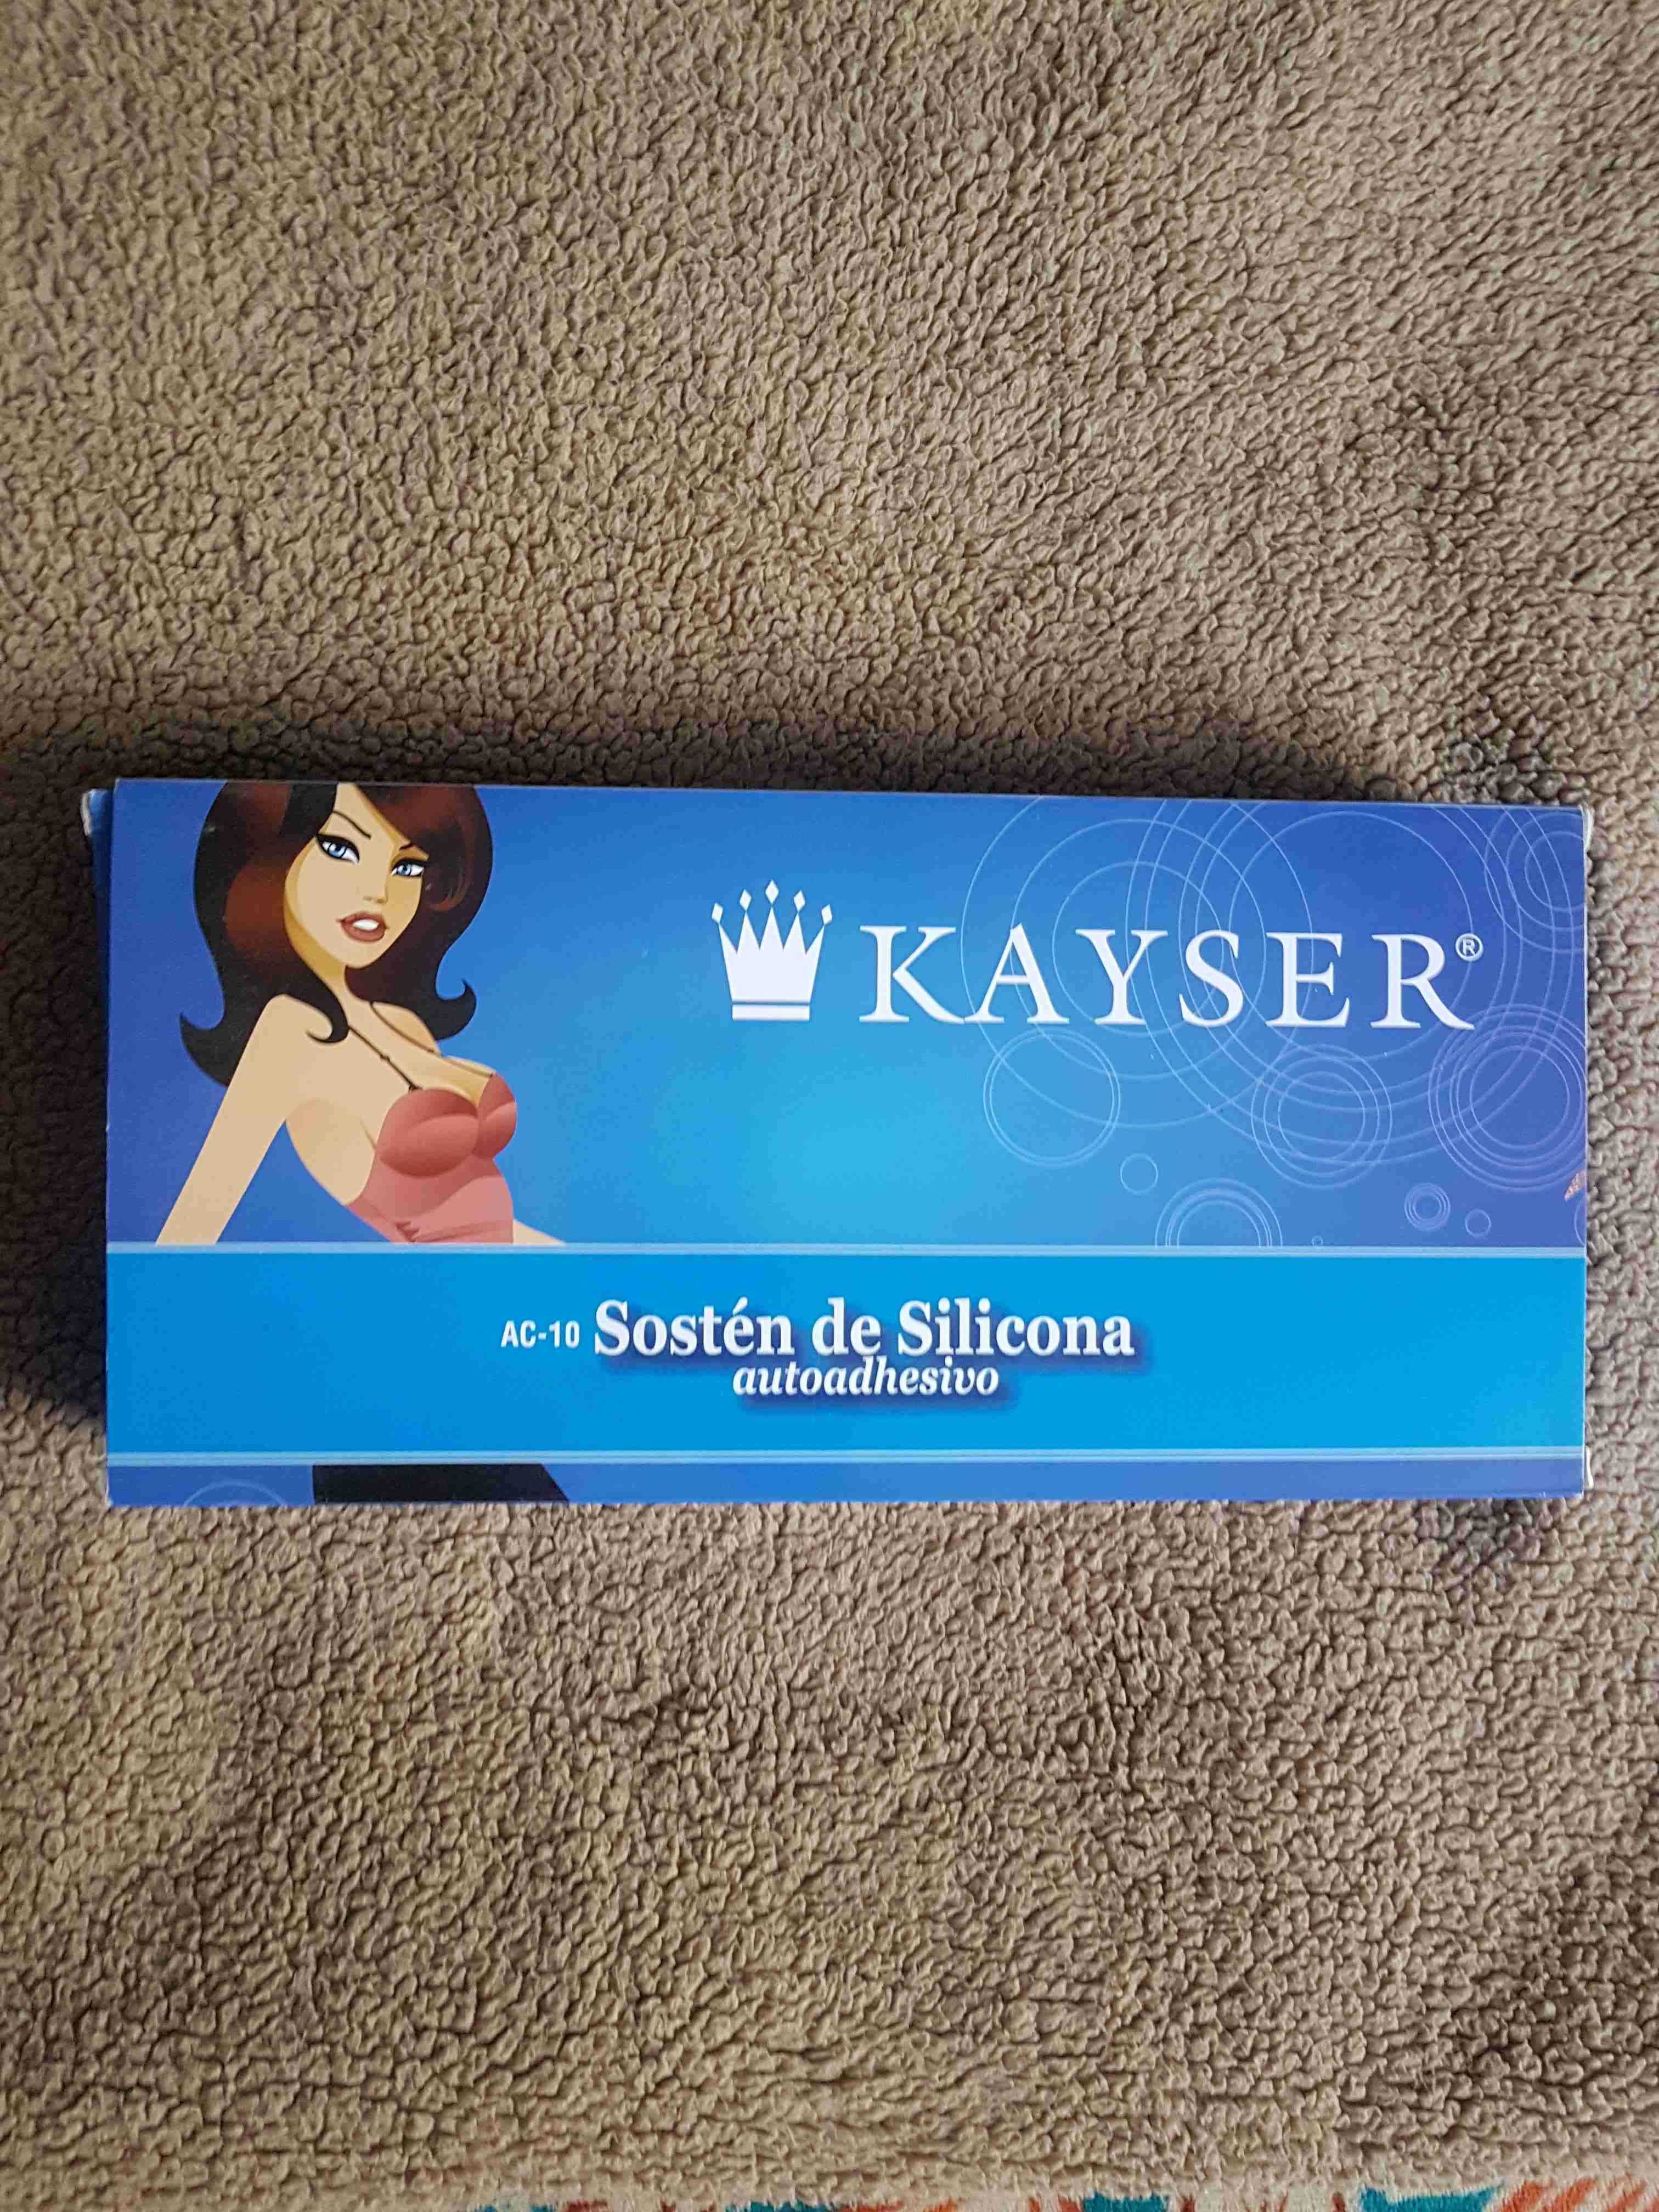 KAYSER®
AC-10 Sostén de Silicona
autoadhesivo